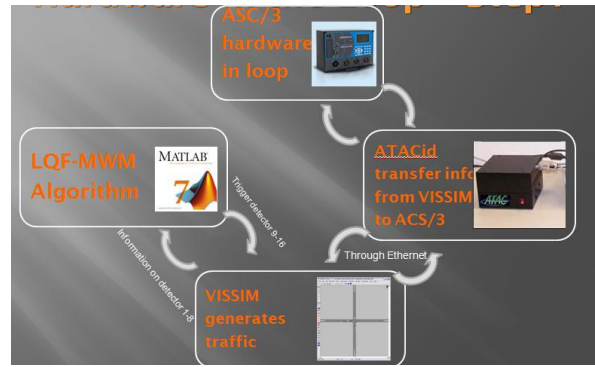 ASC/3
hardware
in loop
LQF-MWM
Algorithm
MATLAB
7
ATACid
transfer info
from VISSIM
to ACS/3
ATAC
Trigger detector 9-16
Information on detector 1-8
Through Ethernet
VISSIM
generates
traffic